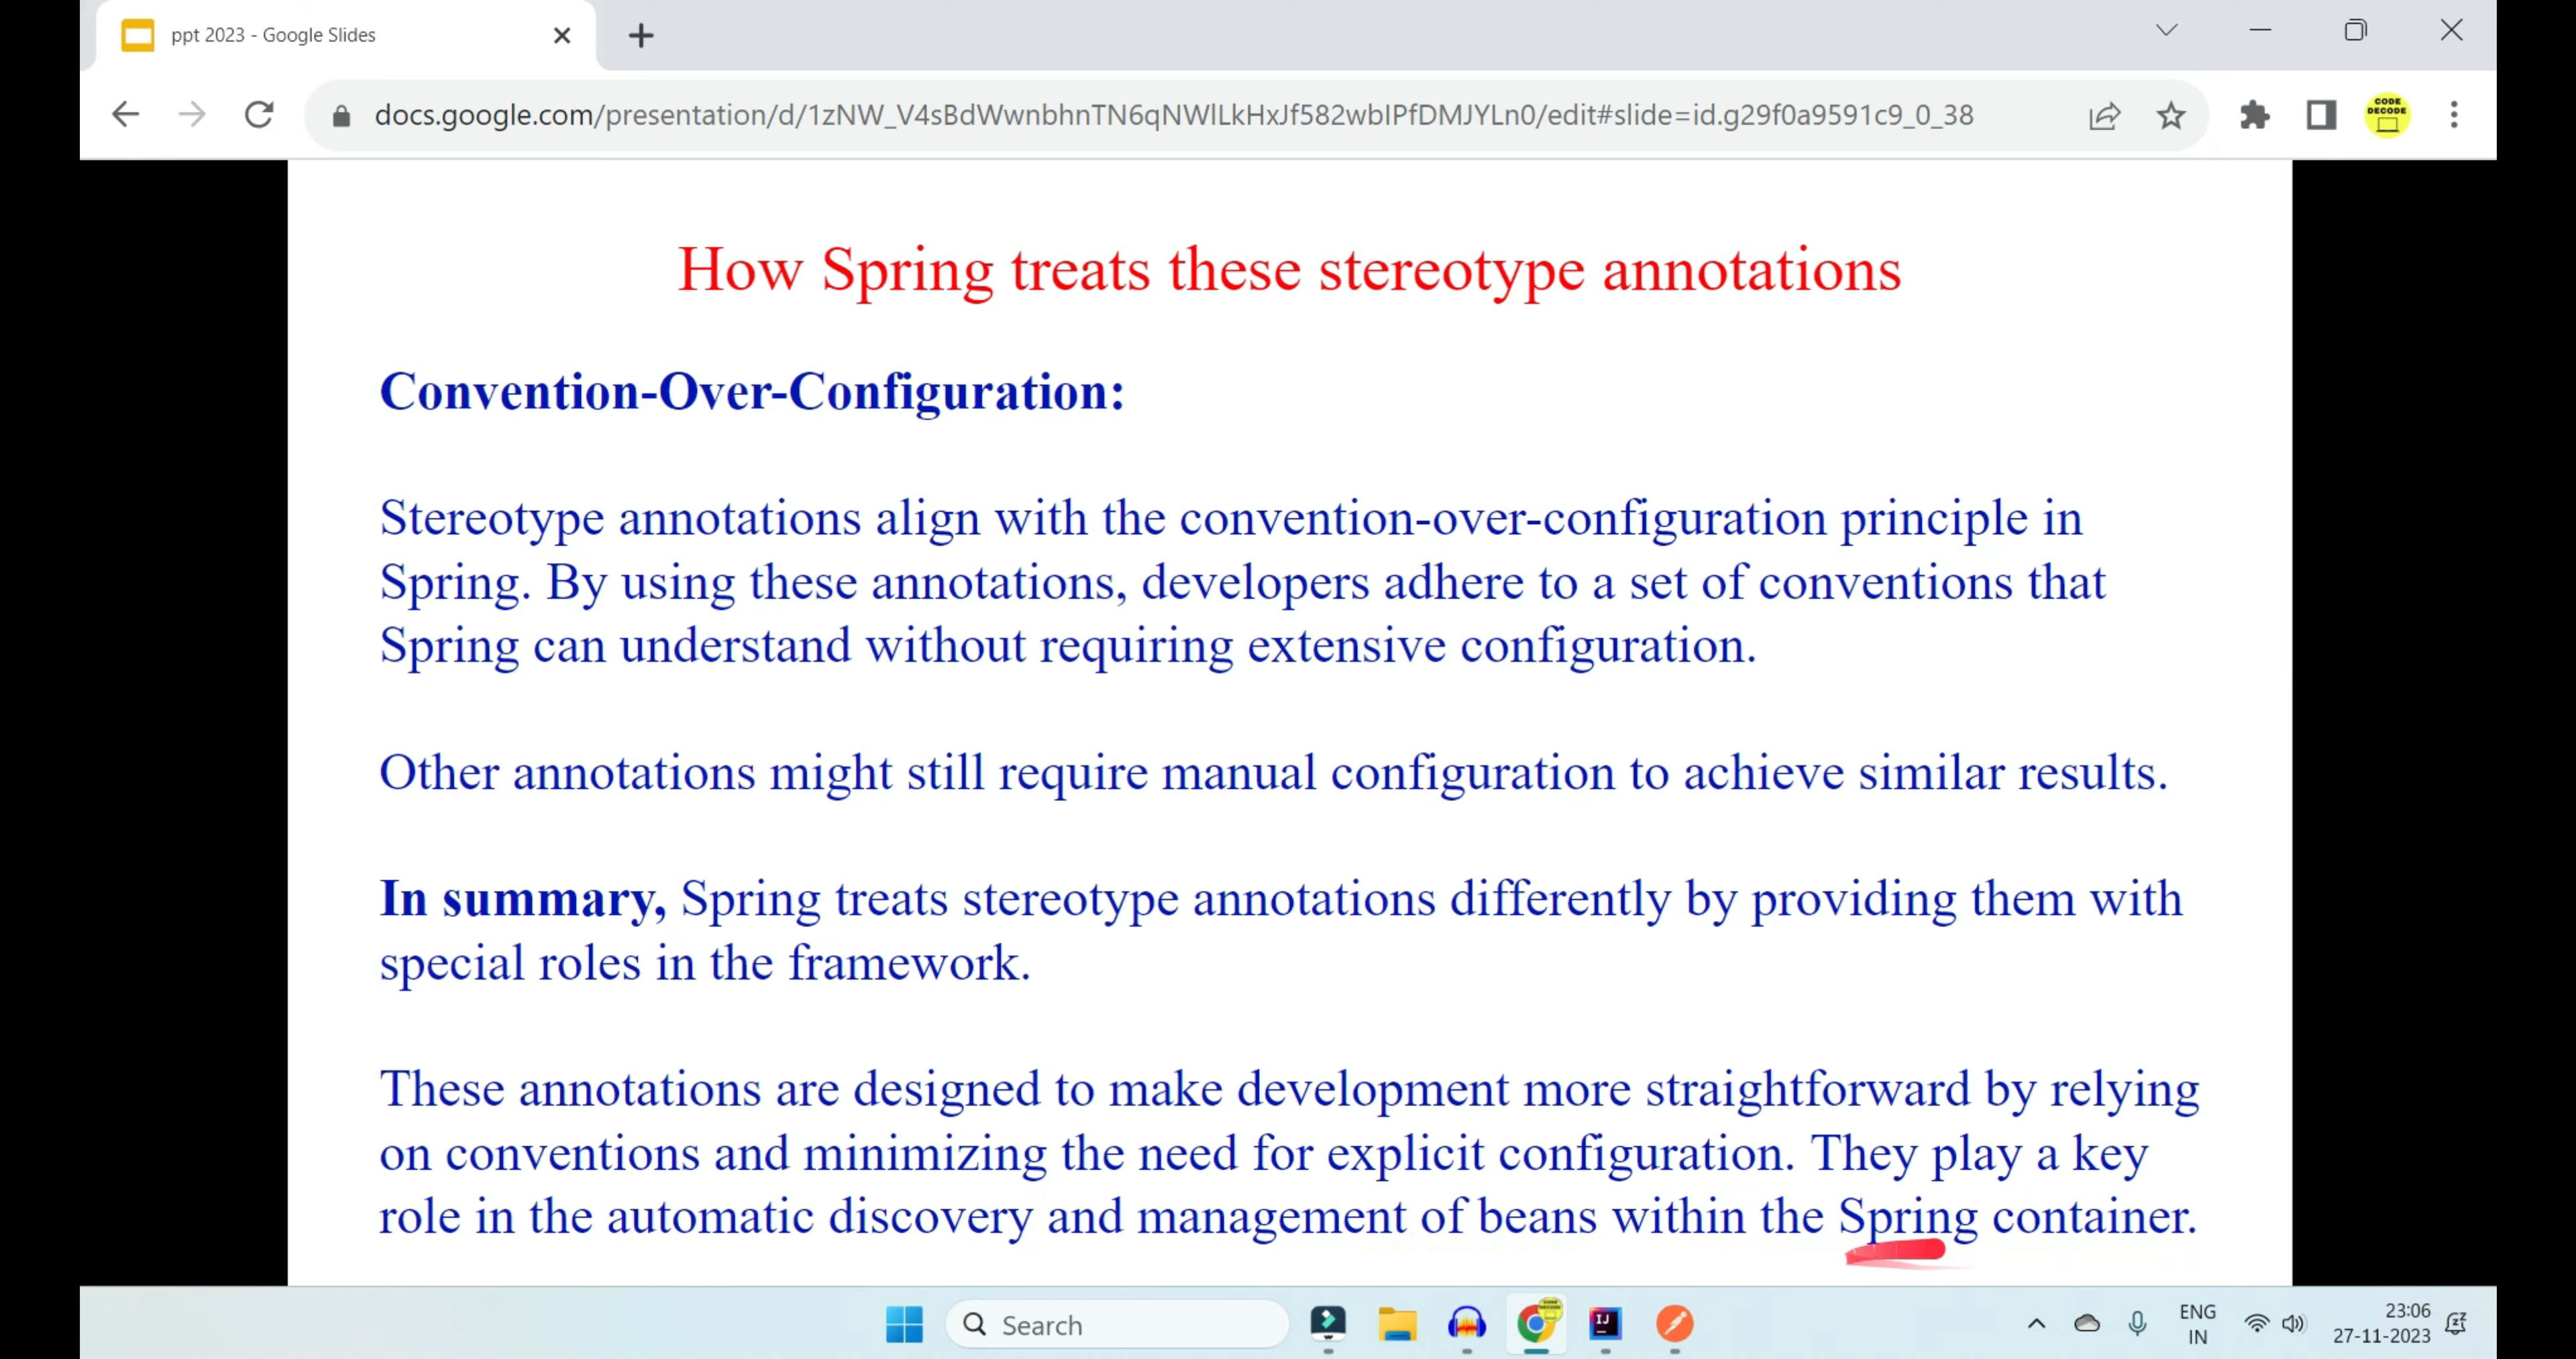 ppt 2023 - Google Slides
docs.google.com/presentation/d/1zNW_V4sBdWwnbhnTN6qNWlLkHxJf582wbIPfDMJYLn0/edit#slide=id.g29f0a9591c9_0_38
CODE
DECODE
How Spring treats these stereotype annotations
Convention-Over-Configuration:
Stereotype annotations align with the convention-over-configuration principle in
Spring. By using these annotations, developers adhere to a set of conventions that
Spring can understand without requiring extensive configuration.
Other annotations might still require manual configuration to achieve similar results.
In summary, Spring treats stereotype annotations differently by providing them with
special roles in the framework.
These annotations are designed to make development more straightforward by relying
on conventions and minimizing the need for explicit configuration. They play a key
role in the automatic discovery and management of beans within the Spring container.
Search
IJ
ENG
IN
23:06
27-11-2023